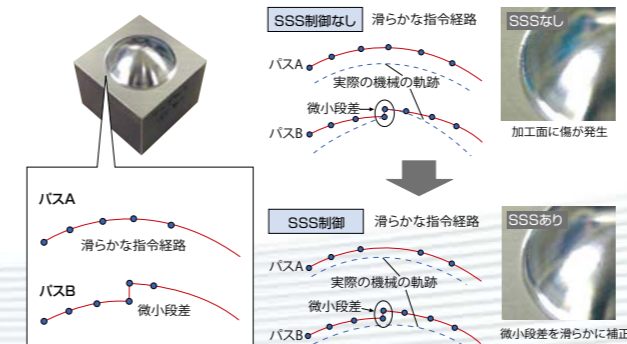 SSS制御なし
滑らかな指令経路
SSSなし
パスA
実際の機械の軌跡
微小段差
パスB
加工面に傷が発生
パスA
滑らかな指令経路
パスB
微小段差
SSS制御
滑らかな指令経路
SSSあり
パスA
実際の機械の軌跡
微小段差
パスB
微小段差を滑らかに補正